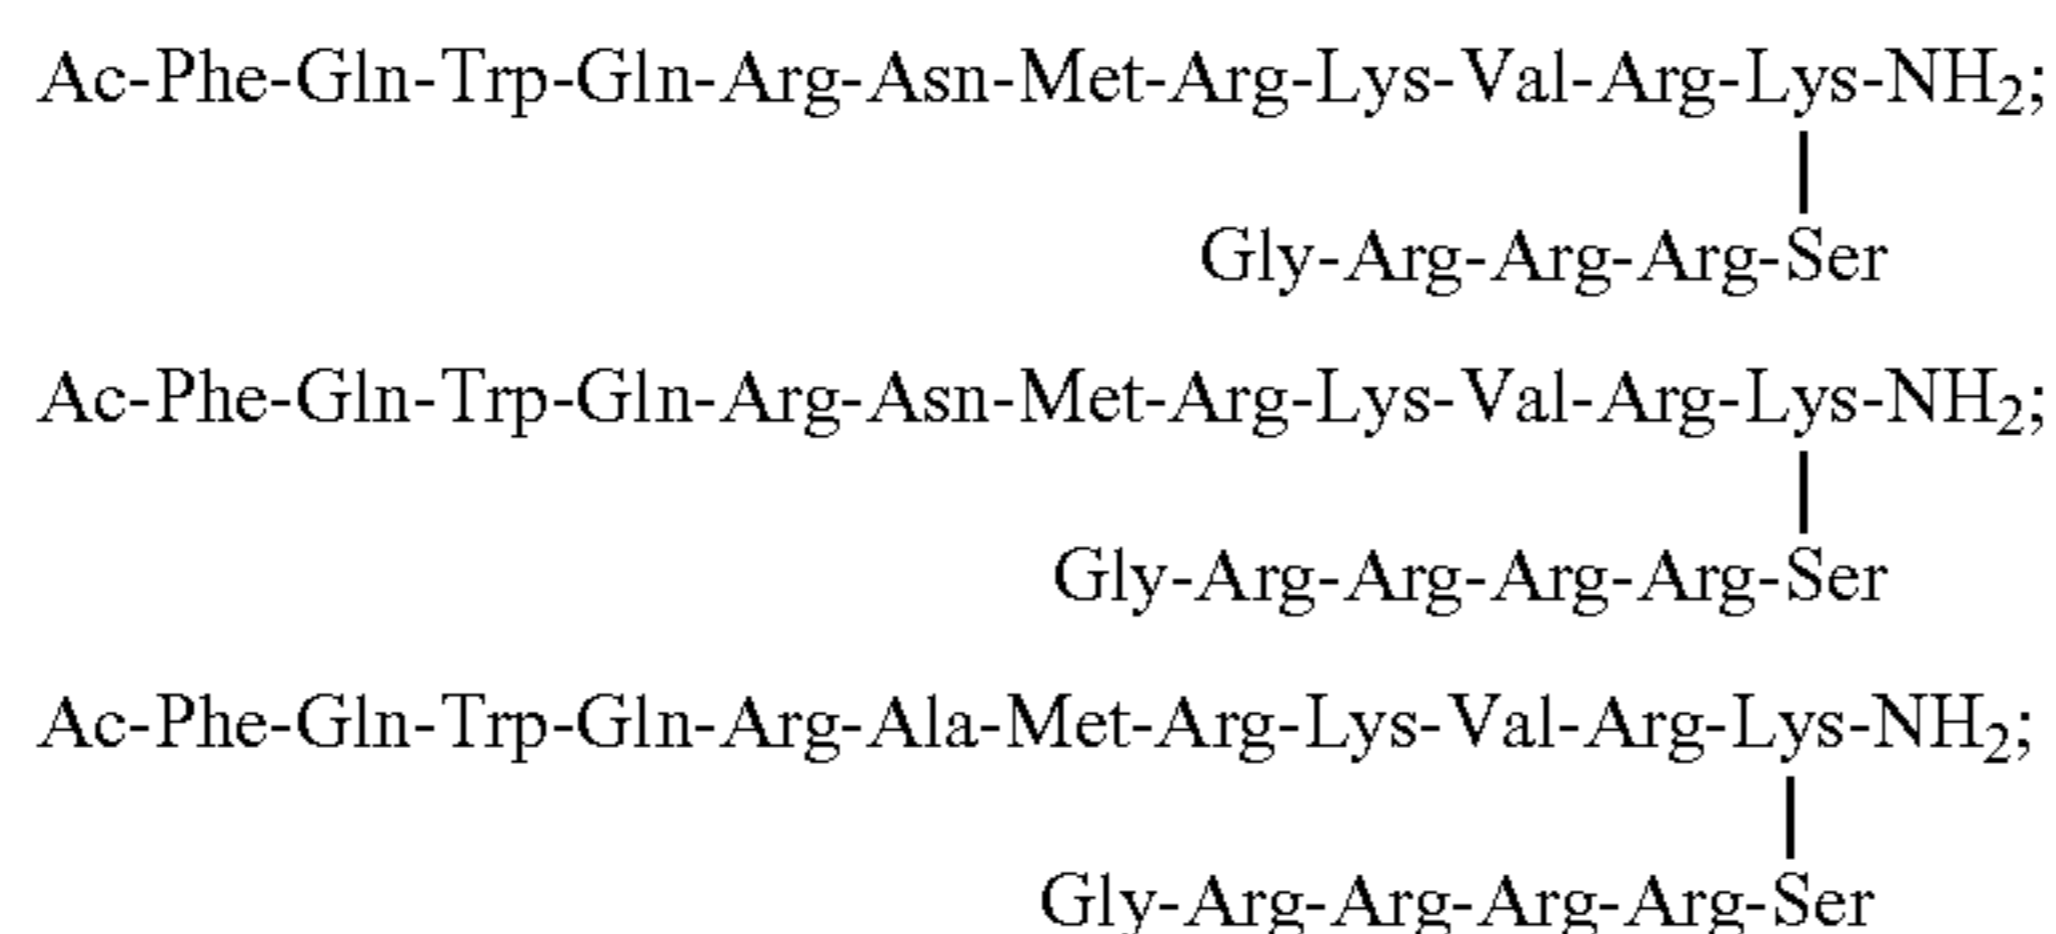 Ac-Phe-Gln-Trp-Gln-Arg-Asn-Met-Arg-Lys-Val-Arg-Lys-NH₂;
Gly-Arg-Arg-Arg-Ser
Ac-Phe-Gln-Trp-Gln-Arg-Asn-Met-Arg-Lys-Val-Arg-Lys-NH₂;
Gly-Arg-Arg-Arg-Arg-Ser
Ac-Phe-Gln-Trp-Gln-Arg-Ala-Met-Arg-Lys-Val-Arg-Lys-NH₂;
Gly-Arg-Arg-Arg-Arg-Ser